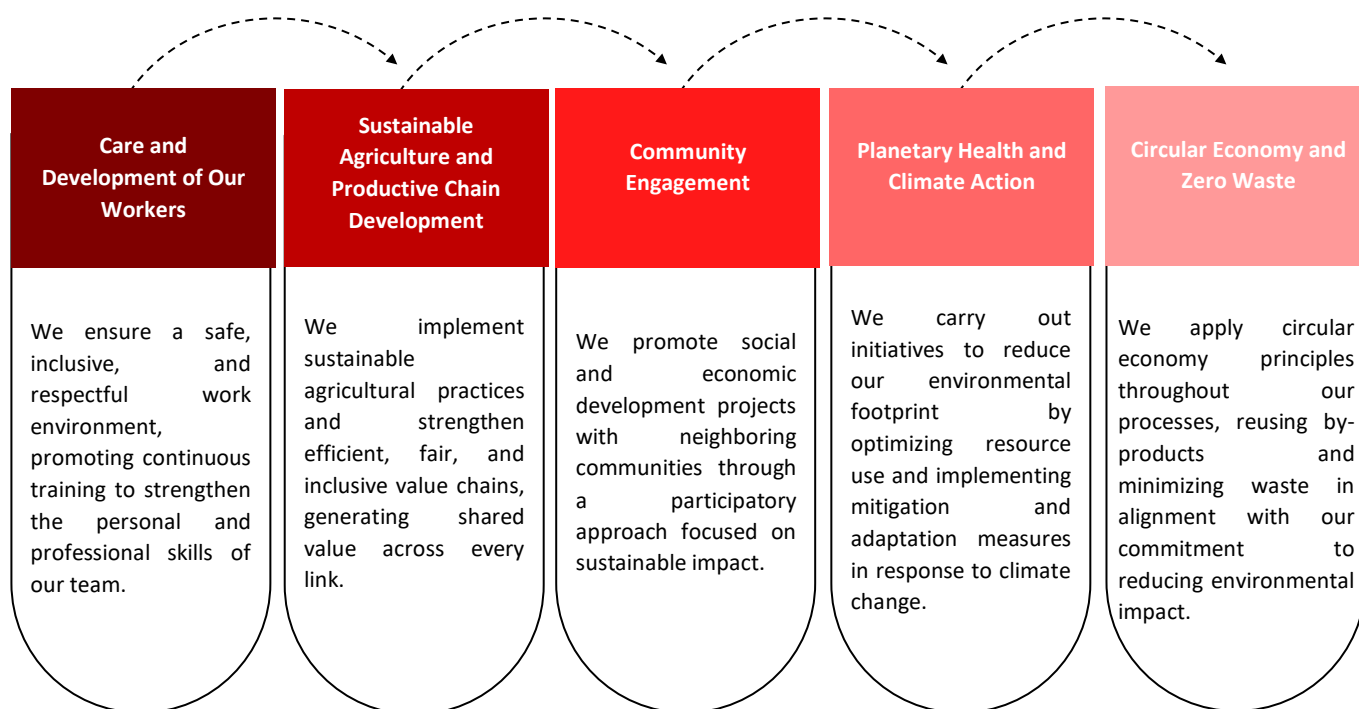 Care and
Development of Our
Workers
We ensure a safe,
inclusive, and
respectful work
environment,
promoting continuous
training to strengthen
the personal and
professional skills of
our team.
Sustainable
Agriculture and
Productive Chain
Development
We implement
sustainable
agricultural practices
and strengthen
efficient, fair, and
inclusive value chains,
generating shared
value across every
link.
Community
Engagement
We promote social
and economic
development projects
with neighboring
communities through
a participatory
approach focused on
sustainable impact.
Planetary Health and
Climate Action
We carry out
initiatives to reduce
our environmental
footprint by
optimizing resource
use and implementing
mitigation and
adaptation measures
in response to climate
change.
Circular Economy and
Zero Waste
We apply circular
economy principles
throughout our
processes, reusing by-
products and
minimizing waste in
alignment with our
commitment to
reducing environmental
impact.